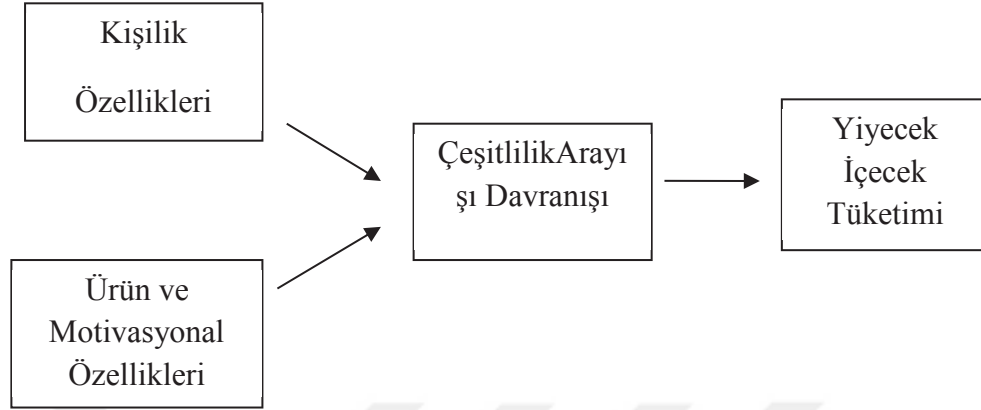 Kişilik
Özellikleri
ÇeşitlilikArayı
şı Davranışı
Yiyecek
İçecek
Tüketimi
Ürün ve
Motivasyonal
Özellikleri